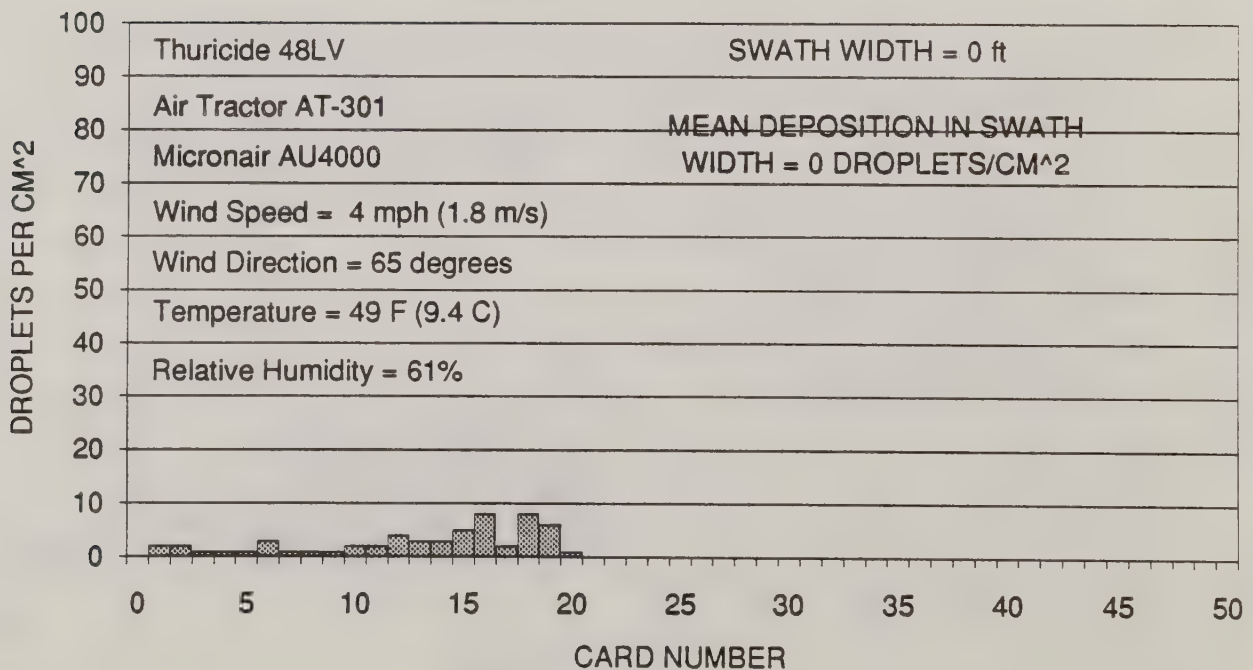 DROPLETS PER CM^2
100
90
80
70
60
50
40
30
20
10
0
Thuricide 48LV
Air Tractor AT-301
Micronair AU4000
Wind Speed = 4 mph (1.8 m/s)
Wind Direction = 65 degrees
Temperature = 49 F (9.4 C)
Relative Humidity = 61%
SWATH WIDTH = 0 ft
MEAN DEPOSITION IN SWATH
WIDTH = 0 DROPLETS/CM^2
0 5 10 15 20 25 30 35 40 45 50
CARD NUMBER